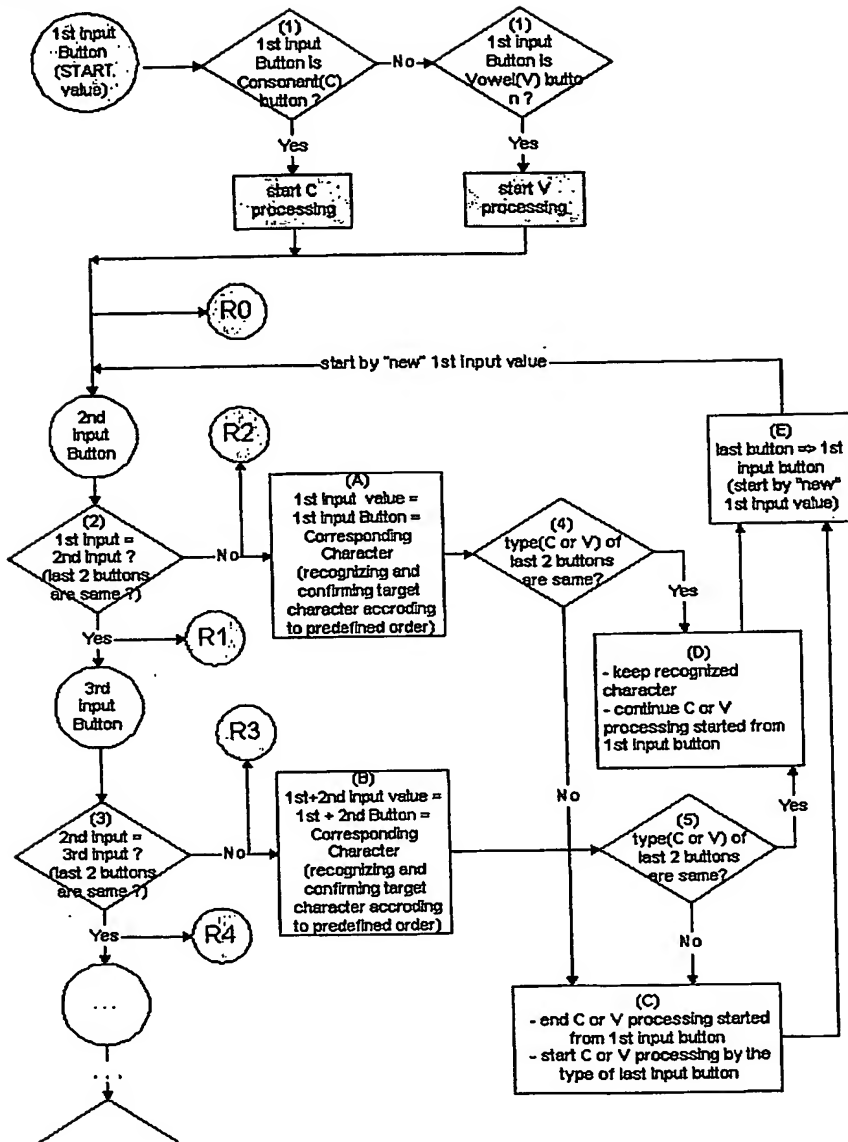 1st Input
Button
(START,
value)
(1)
1st input
Button is
Consonant(C)
button ?
No
(1)
1st input
Button is
Vowel(V) butto
n ?
Yes
Yes
start C
processing
start V
processing
R0
start by "new" 1st input value
2nd
Input
Button
R2
(E)
last button => 1st
input button
(start by "new"
1st input value)
(2)
1st input =
2nd input ?
(last 2 buttons
are same ?)
No
(A)
1st input value =
1st input Button =
Corresponding
Character
(recognizing and
confirming target
character accroding
to predefined order)
(4)
type(C or V) of
last 2 buttons
are same?
Yes
Yes
R1
(D)
- keep recognized
character
- continue C or V
processing started from
1st input button
3rd
Input
Button
R3
No
Yes
(3)
2nd input =
3rd input ?
(last 2 buttons
are same ?)
No
(B)
1st+2nd input value =
1st + 2nd Button =
Corresponding
Character
(recognizing and
confirming target
character accroding
to predefined order)
(5)
type(C or V) of
last 2 buttons
are same?
Yes
R4
No
...
(C)
- end C or V processing started
from 1st input button
- start C or V processing by the
type of last input button
...